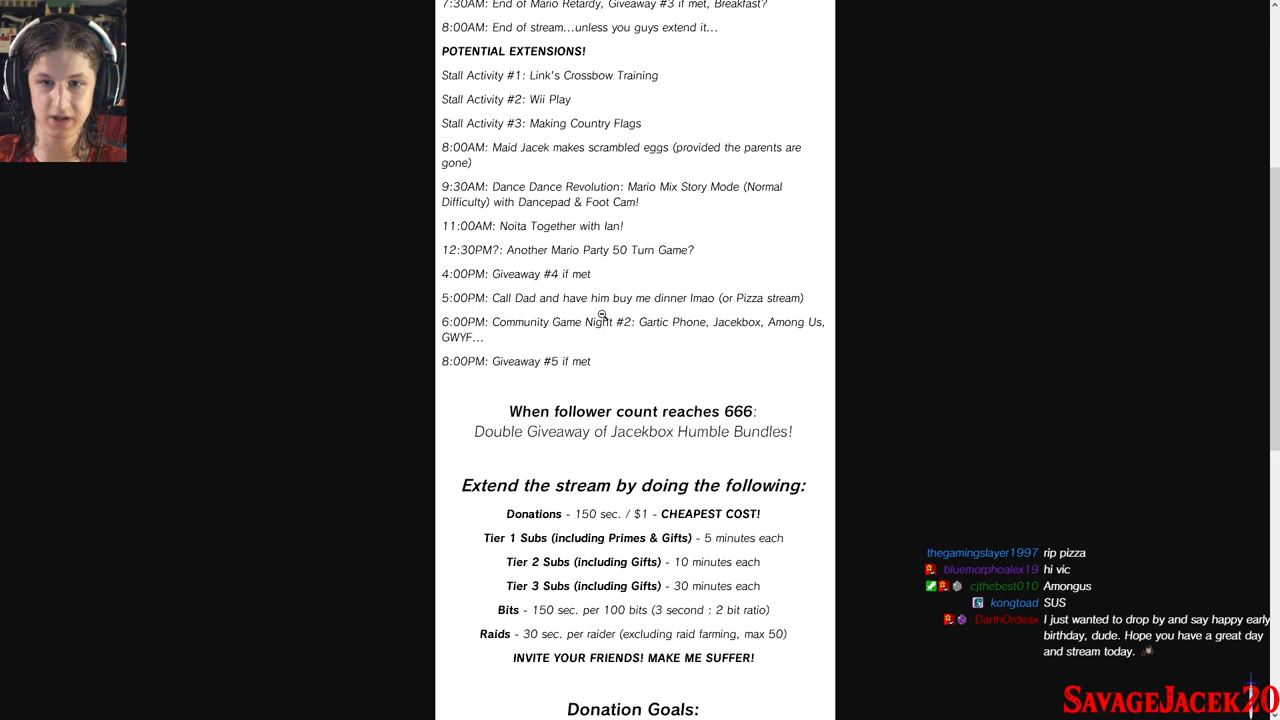 7:30AM: End of Mario Retardy, Giveaway #3 if met, Breakfast?
8:00AM: End of stream...unless you guys extend it...
POTENTIAL EXTENSIONS!
Stall Activity #1: Link's Crossbow Training
Stall Activity #2: Wii Play
Stall Activity #3: Making Country Flags
8:00AM: Maid Jacek makes scrambled eggs (provided the parents are
gone)
9:30AM: Dance Dance Revolution: Mario Mix Story Mode (Normal
Difficulty) with Dancepad & Foot Cam!
11:00AM: Noita Together with Ian!
12:30PM?: Another Mario Party 50 Turn Game?
4:00PM: Giveaway #4 if met
5:00PM: Call Dad and have him buy me dinner lmao (or Pizza stream)
6:00PM: Community Game Night #2: Gartic Phone, Jacekbox, Among Us,
GWYF...
8:00PM: Giveaway #5 if met
When follower count reaches 666:
Double Giveaway of Jacekbox Humble Bundles!
Extend the stream by doing the following:
Donations - 150 sec. / $1 - CHEAPEST COST!
Tier 1 Subs (including Primes & Gifts) - 5 minutes each
Tier 2 Subs (including Gifts) - 10 minutes each
Tier 3 Subs (including Gifts) - 30 minutes each
Bits - 150 sec. per 100 bits (3 second : 2 bit ratio)
Raids - 30 sec. per raider (excluding raid farming, max 50)
INVITE YOUR FRIENDS! MAKE ME SUFFER!
Donation Goals:
thegamingslayer1997 rip pizza
bluemorphoalex19 hi vic
cjthebest010 Amongus
kongtoad SUS
DarthOrdeax I just wanted to drop by and say happy early
birthday, dude. Hope you have a great day
and stream today.
SAVAGEJACEK20